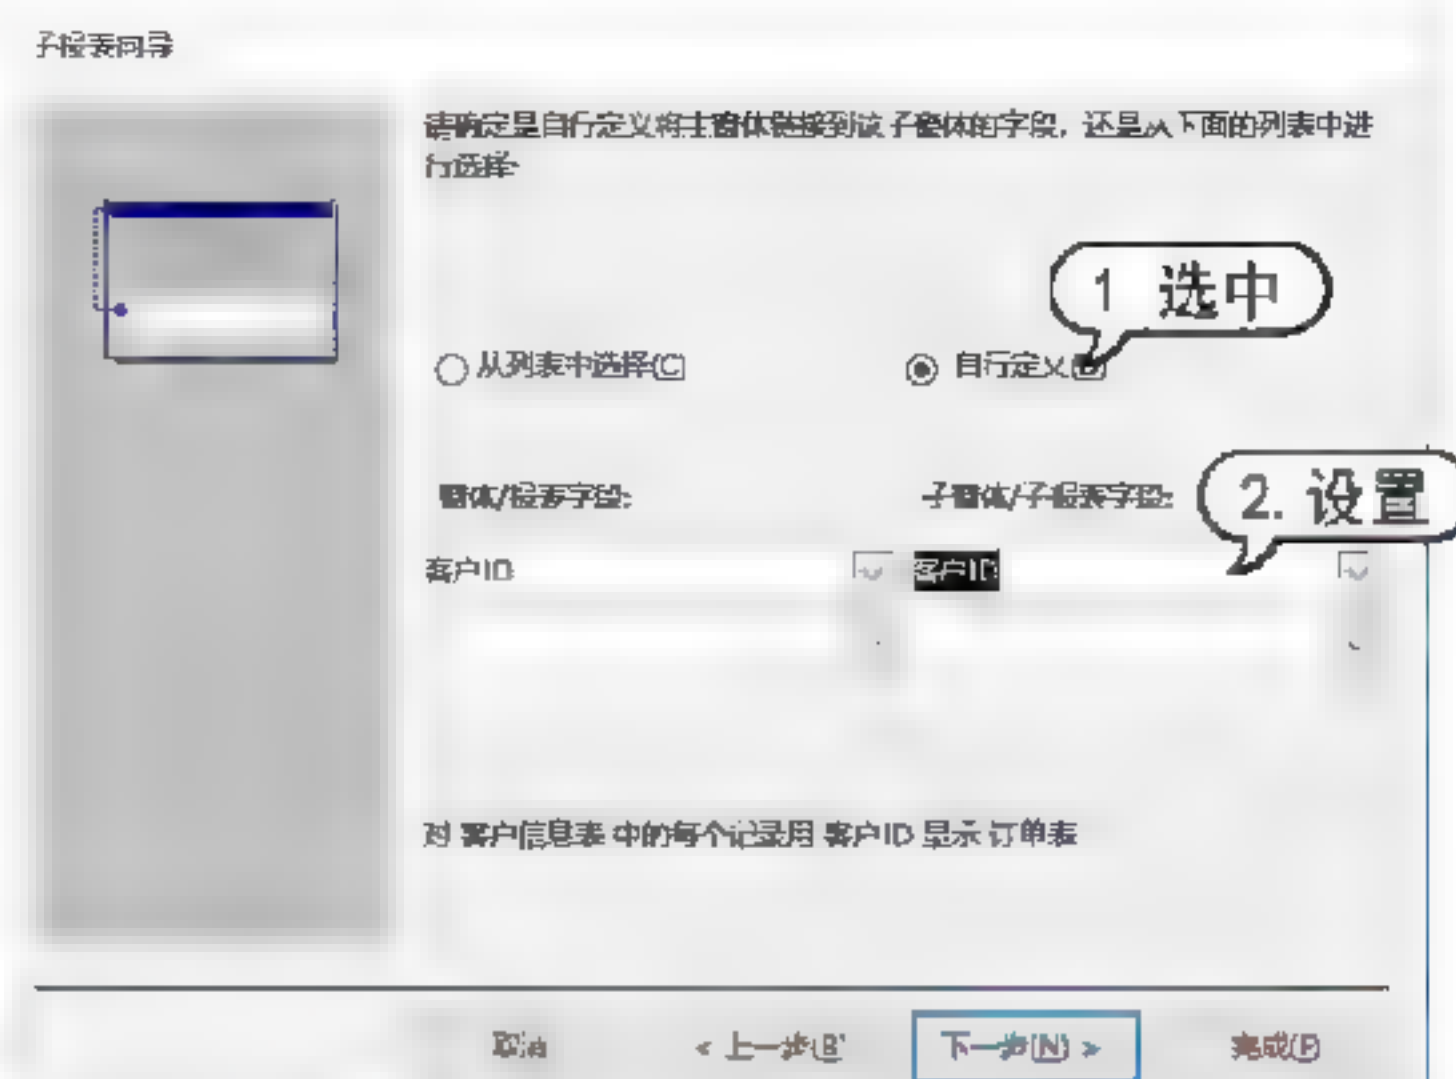 子报表向导
请确定是自行定义将主窗体链接到该子窗体的字段，还是从下面的列表中进
行选择:
1 选中
从列表中选择(C) 自行定义(D)
2. 设置
窗体/报表字段: 子窗体/子报表字段:
客户ID 客户ID
对 客户信息表 中的每个记录用 客户ID 显示 订单表
取消 < 上一步(B) 下一步(N) > 完成(F)